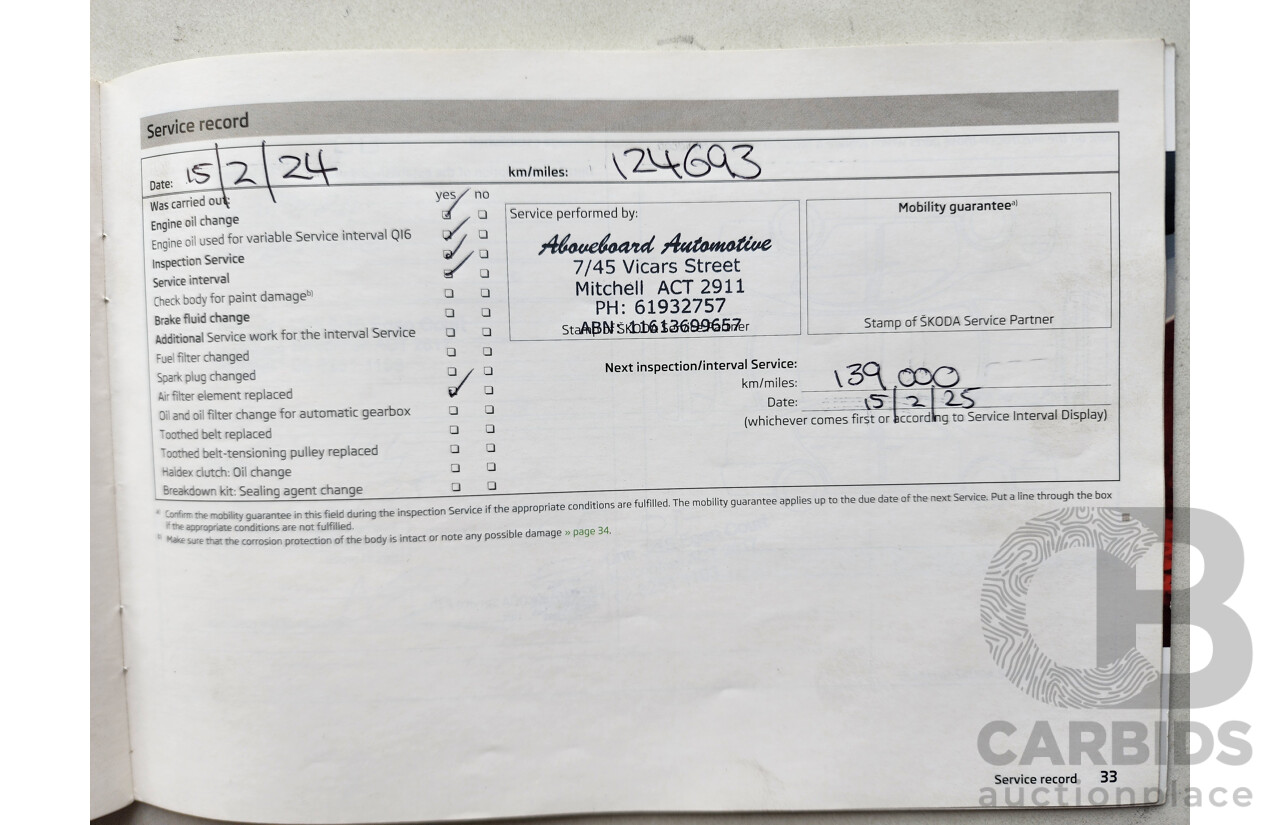 Service record
Date: 15/2/24 km/miles: 124693
Was carried out: yes no
Engine oil change
Engine oil used for variable Service interval QI6
Inspection Service
Service interval
Check body for paint damage b)
Brake fluid change
Additional Service work for the interval Service
Fuel filter changed
Spark plug changed
Air filter element replaced
Oil and oil filter change for automatic gearbox
Toothed belt replaced
Toothed belt-tensioning pulley replaced
Haldex clutch: Oil change
Breakdown kit: Sealing agent change
Service performed by:
Aboveboard Automotive
7/45 Vicars Street
Mitchell ACT 2911
PH: 61932757
ABN: 11613699657
Stamp of ŠKODA Service Partner
Mobility guarantee a)
Stamp of ŠKODA Service Partner
Next inspection/interval Service:
km/miles: 139,000
Date: 15/2/25
(whichever comes first or according to Service Interval Display)
a) Confirm the mobility guarantee in this field during the inspection Service if the appropriate conditions are fulfilled. The mobility guarantee applies up to the due date of the next Service. Put a line through the box
if the appropriate conditions are not fulfilled.
b) Make sure that the corrosion protection of the body is intact or note any possible damage » page 34.
Service record 33
CB
CARBIDS
auctionplace